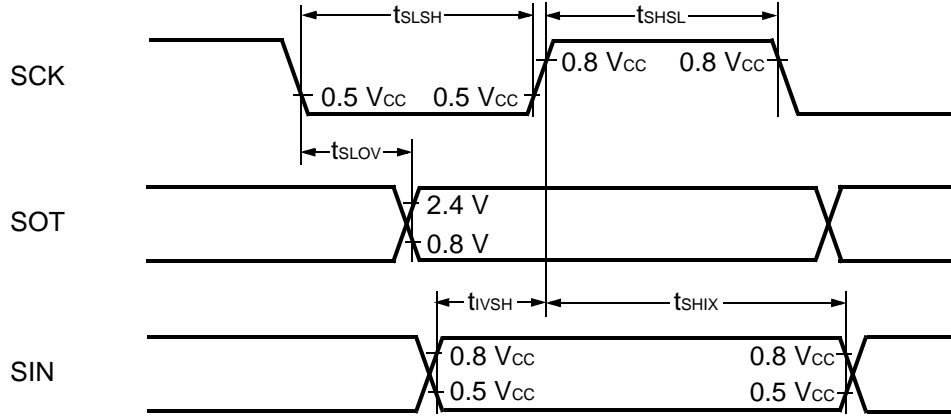 tSLSH tSHSL
SCK
0.8 VCC 0.8 VCC
0.5 VCC 0.5 VCC
tSLOV
SOT
2.4 V
0.8 V
tIVSH tSHIX
SIN
0.8 VCC 0.8 VCC
0.5 VCC 0.5 VCC